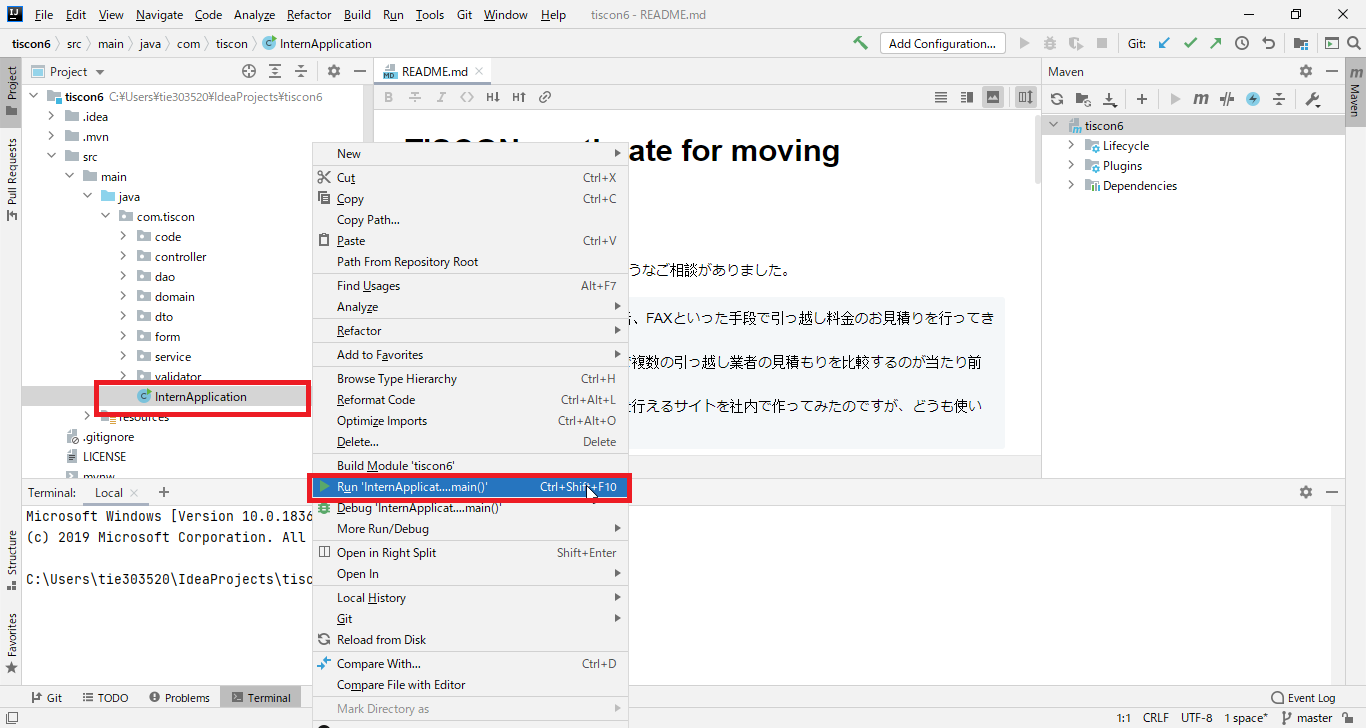 File Edit View Navigate Code Analyze Refactor Build Run Tools Git Window Help tiscon6 - README.md
tiscon6 src main java com tiscon InternApplication Add Configuration... Git:
Project
Project
README.md
Maven
Maven
tiscon6 C:¥Users¥tie303520¥IdeaProjects¥tiscon6
.idea
.mvn
src
main
java
com.tiscon
code
controller
dao
domain
dto
form
service
validator
InternApplication
resources
.gitignore
LICENSE
mvnw
Pull Requests
Structure
Favorites
ate for moving
うなご相談がありました。
、FAXといった手段で引っ越し料金のお見積りを行ってき
複数の引っ越し業者の見積もりを比較するのが当たり前
行えるサイトを社内で作ってみたのですが、どうも使い
tiscon6
Lifecycle
Plugins
Dependencies
New
Cut Ctrl+X
Copy Ctrl+C
Copy Path...
Paste Ctrl+V
Path From Repository Root
Find Usages Alt+F7
Analyze
Refactor
Add to Favorites
Browse Type Hierarchy Ctrl+H
Reformat Code Ctrl+Alt+L
Optimize Imports Ctrl+Alt+O
Delete... Delete
Build Module 'tiscon6'
Run 'InternApplicat....main()' Ctrl+Shift+F10
Debug 'InternApplicat....main()'
More Run/Debug
Open in Right Split Shift+Enter
Open In
Local History
Git
Reload from Disk
Compare With... Ctrl+D
Compare File with Editor
Mark Directory as
Terminal: Local
Microsoft Windows [Version 10.0.1836
(c) 2019 Microsoft Corporation. All
C:\Users\tie303520\IdeaProjects\tisc
Git TODO Problems Terminal Event Log
1:1 CRLF UTF-8 1 space* master